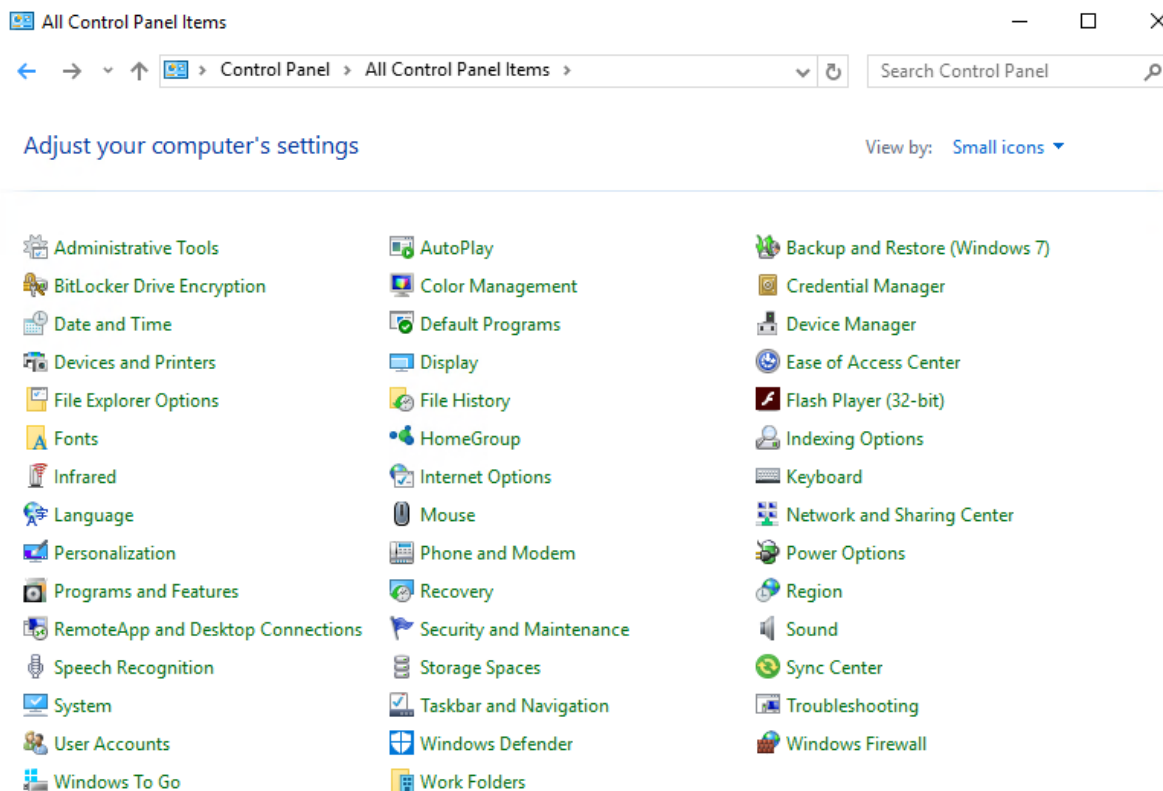 All Control Panel Items
Control Panel > All Control Panel Items >
Search Control Panel
Adjust your computer's settings
View by: Small icons
Administrative Tools
AutoPlay
Backup and Restore (Windows 7)
BitLocker Drive Encryption
Color Management
Credential Manager
Date and Time
Default Programs
Device Manager
Devices and Printers
Display
Ease of Access Center
File Explorer Options
File History
Flash Player (32-bit)
Fonts
HomeGroup
Indexing Options
Infrared
Internet Options
Keyboard
Language
Mouse
Network and Sharing Center
Personalization
Phone and Modem
Power Options
Programs and Features
Recovery
Region
RemoteApp and Desktop Connections
Security and Maintenance
Sound
Speech Recognition
Storage Spaces
Sync Center
System
Taskbar and Navigation
Troubleshooting
User Accounts
Windows Defender
Windows Firewall
Windows To Go
Work Folders